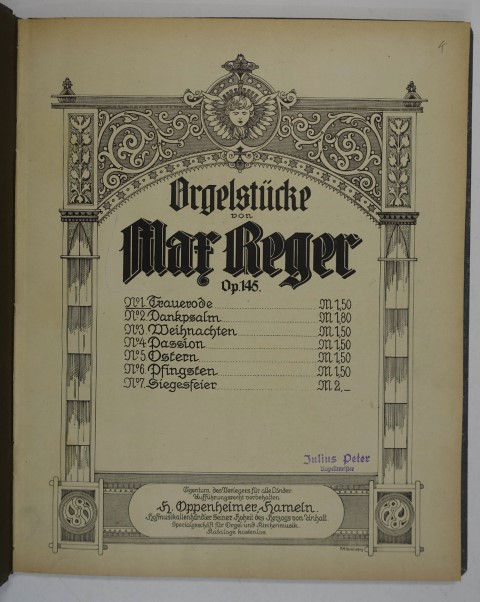 Orgelstücke
von
Max Reger
Op. 145.
No 1. Trauerode M 1,50
No 2. Dankpsalm M 1,80
No 3. Weihnachten M 1,50
No 4. Passion M 1,50
No 5. Ostern M 1,50
No 6. Pfingsten M 1,50
No 7. Siegesfeier M 2,—
Julius Peter
Kapellmeister
Eigentum des Verlegers für alle Länder
Aufführungsrecht vorbehalten
H. Oppenheimer, Hameln.
Hofmusikalienhändler Seiner Hoheit des Herzogs von Anhalt
Spezialgeschäft für Orgel- und Kirchenmusik.
Kataloge kostenlos